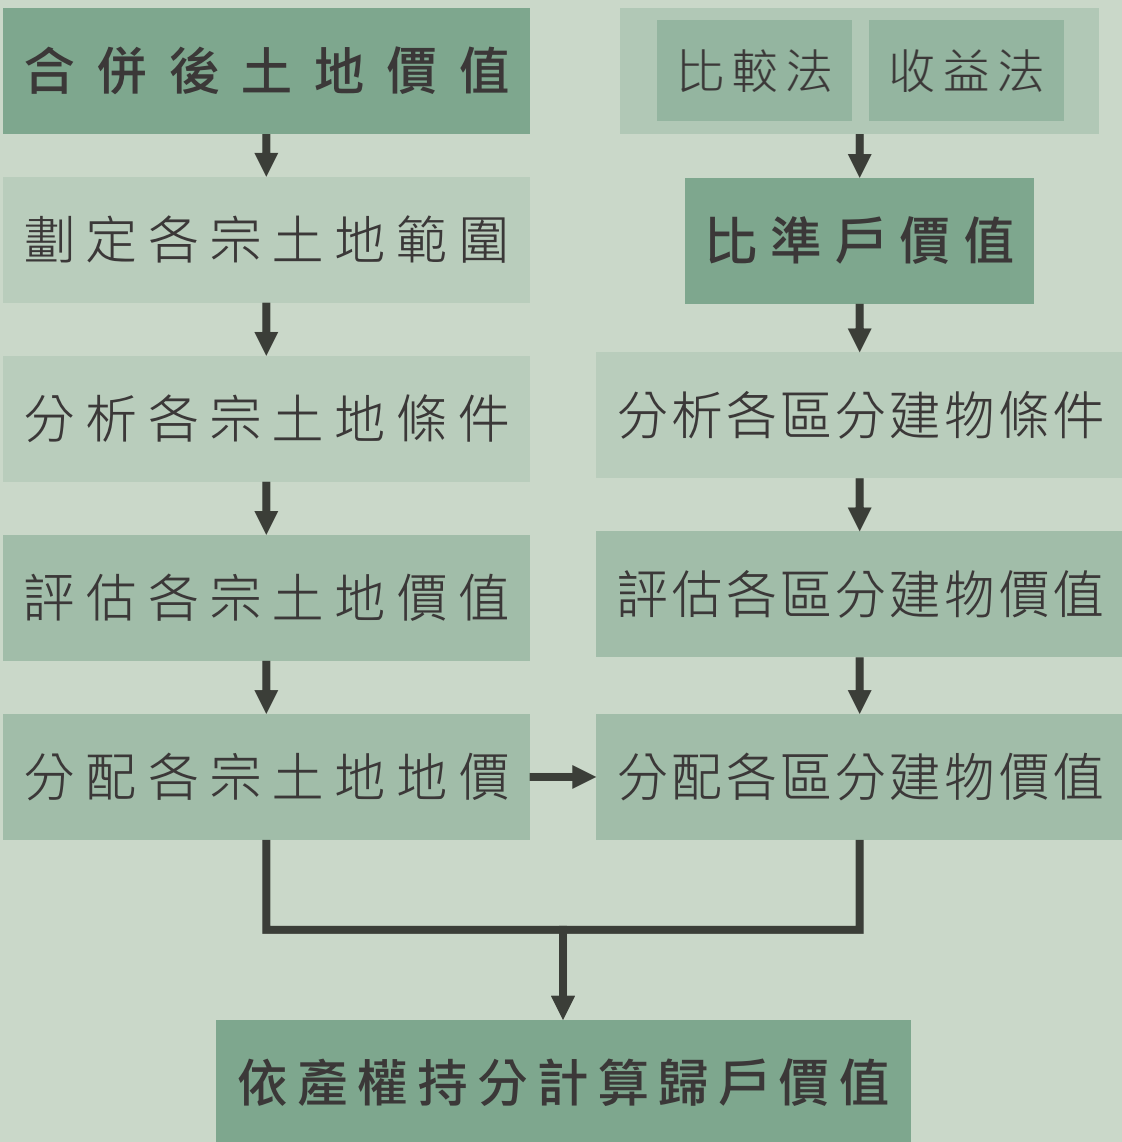 合併後土地價值
劃定各宗土地範圍
分析各宗土地條件
評估各宗土地價值
分配各宗土地地價
比較法
收益法
比準戶價值
分析各區分建物條件
評估各區分建物價值
分配各區分建物價值
依產權持分計算歸戶價值